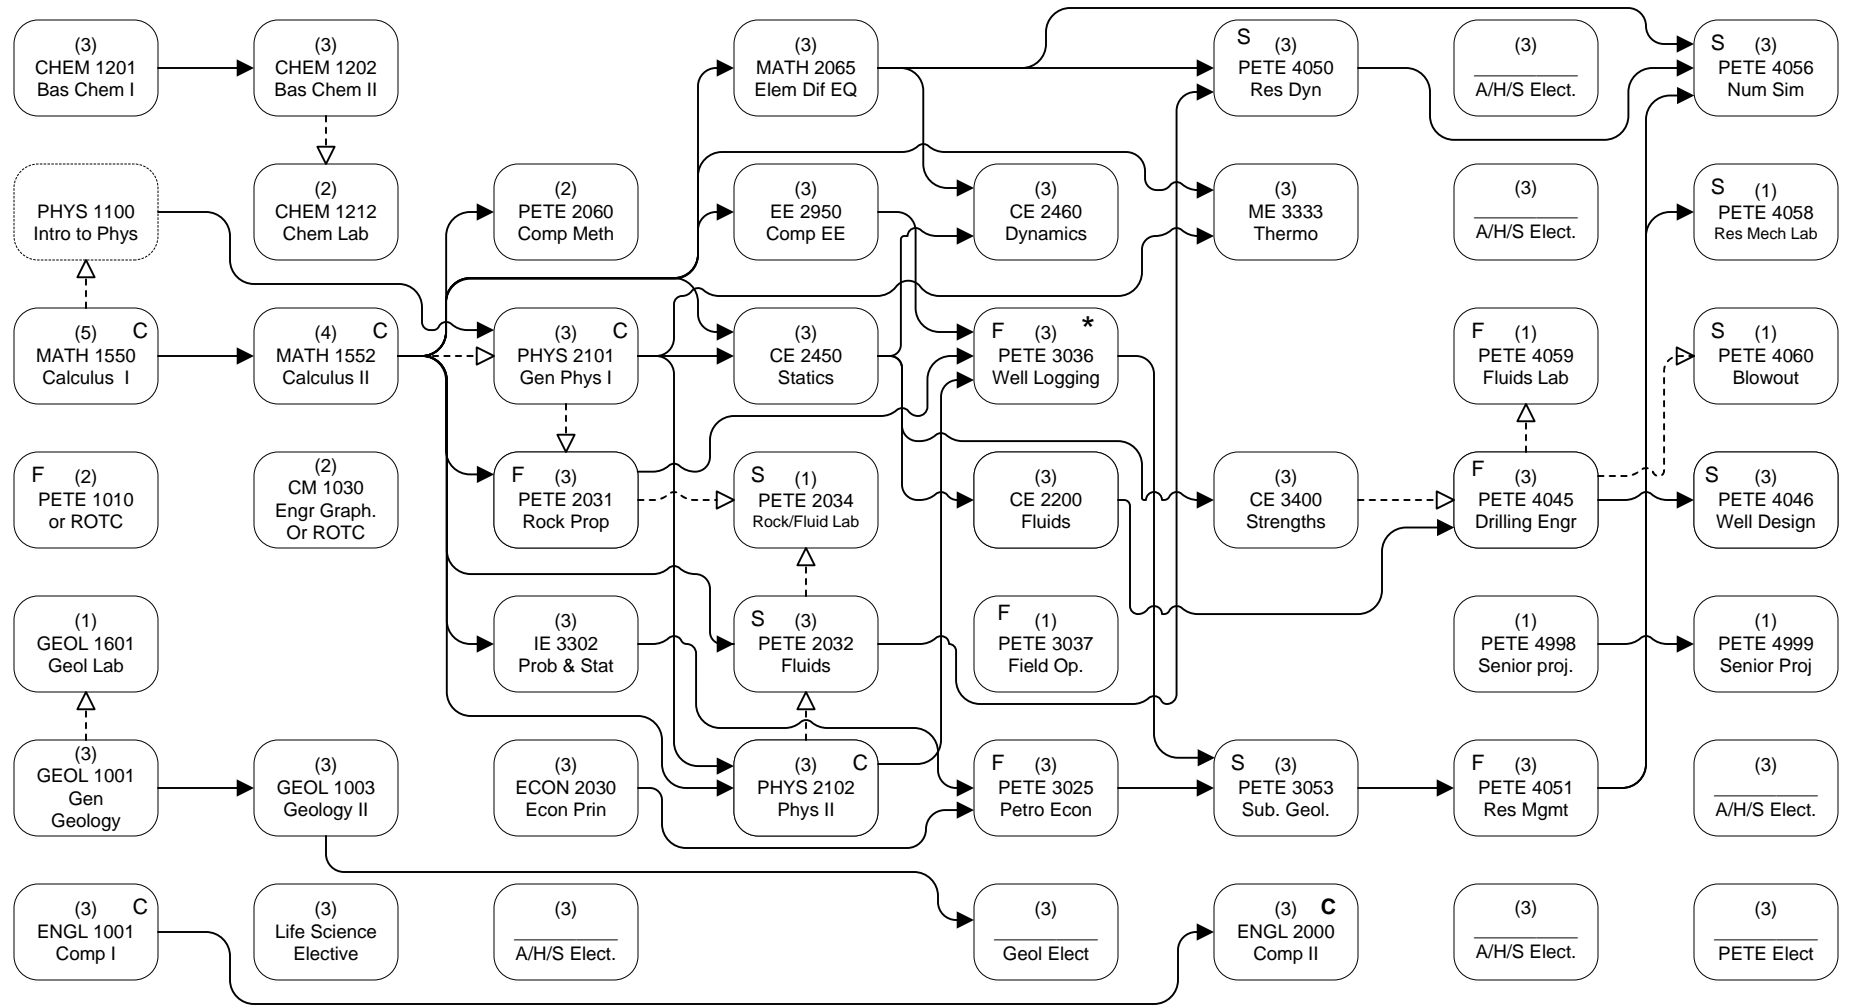 (3)
CHEM 1201
Bas Chem I
(3)
CHEM 1202
Bas Chem II
(3)
MATH 2065
Elem Dif EQ
S (3)
PETE 4050
Res Dyn
(3)
A/H/S Elect.
S (3)
PETE 4056
Num Sim
PHYS 1100
Intro to Phys
(2)
CHEM 1212
Chem Lab
(2)
PETE 2060
Comp Meth
(3)
EE 2950
Comp EE
(3)
CE 2460
Dynamics
(3)
ME 3333
Thermo
(3)
A/H/S Elect.
S (1)
PETE 4058
Res Mech Lab
(5) C
MATH 1550
Calculus I
(4) C
MATH 1552
Calculus II
(3) C
PHYS 2101
Gen Phys I
(3)
CE 2450
Statics
F (3) *
PETE 3036
Well Logging
F (1)
PETE 4059
Fluids Lab
S (1)
PETE 4060
Blowout
F (2)
PETE 1010
or ROTC
(2)
CM 1030
Engr Graph.
Or ROTC
F (3)
PETE 2031
Rock Prop
S (1)
PETE 2034
Rock/Fluid Lab
(3)
CE 2200
Fluids
(3)
CE 3400
Strengths
F (3)
PETE 4045
Drilling Engr
S (3)
PETE 4046
Well Design
(1)
GEOL 1601
Geol Lab
(3)
IE 3302
Prob & Stat
S (3)
PETE 2032
Fluids
F (1)
PETE 3037
Field Op.
(1)
PETE 4998
Senior proj.
(1)
PETE 4999
Senior Proj
(3)
GEOL 1001
Gen
Geology
(3)
GEOL 1003
Geology II
(3)
ECON 2030
Econ Prin
(3) C
PHYS 2102
Phys II
F (3)
PETE 3025
Petro Econ
S (3)
PETE 3053
Sub. Geol.
F (3)
PETE 4051
Res Mgmt
(3)
A/H/S Elect.
(3) C
ENGL 1001
Comp I
(3)
Life Science
Elective
(3)
A/H/S Elect.
(3)
Geol Elect
(3) C
ENGL 2000
Comp II
(3)
A/H/S Elect.
(3)
PETE Elect